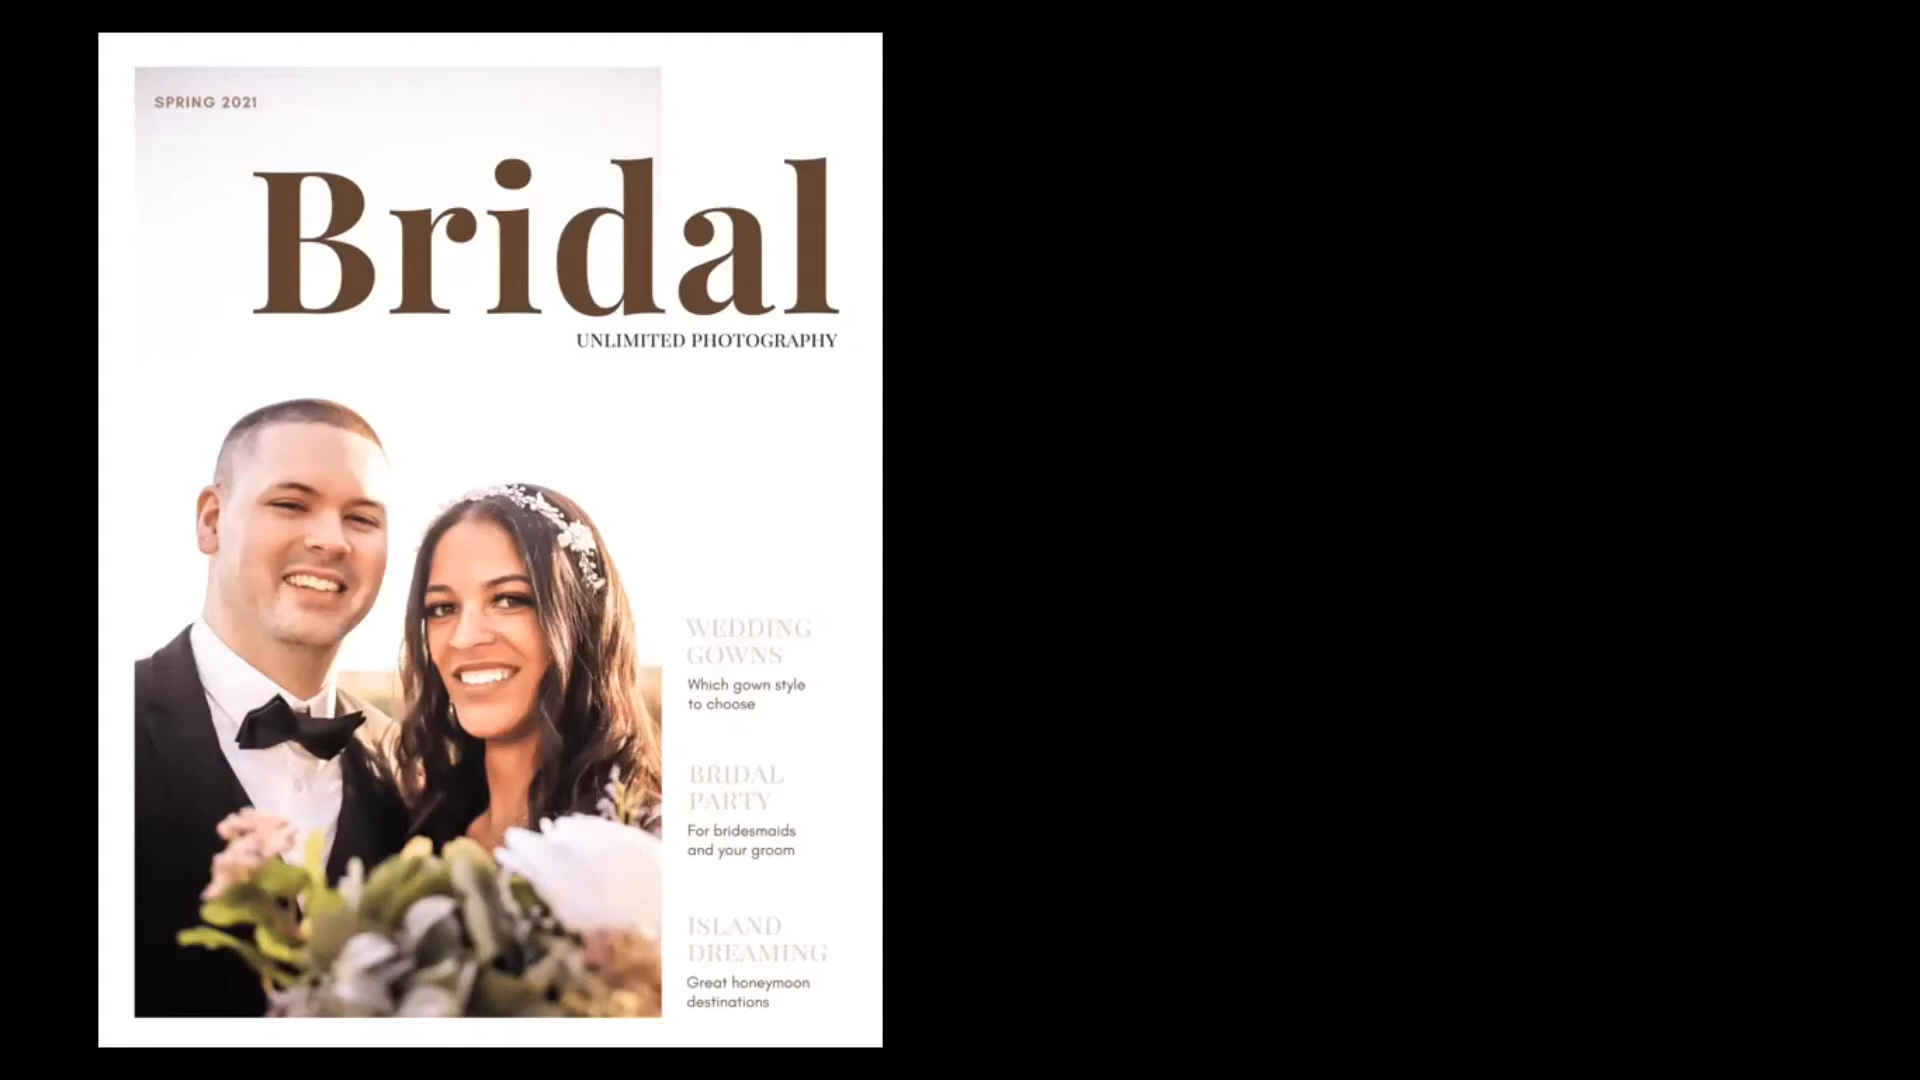 SPRING 2021
Bridal
UNLIMITED PHOTOGRAPHY
WEDDING
GOWNS
Which gown style
to choose
BRIDAL
PARTY
For bridesmaids
and your groom
ISLAND
DREAMING
Great honeymoon
destinations